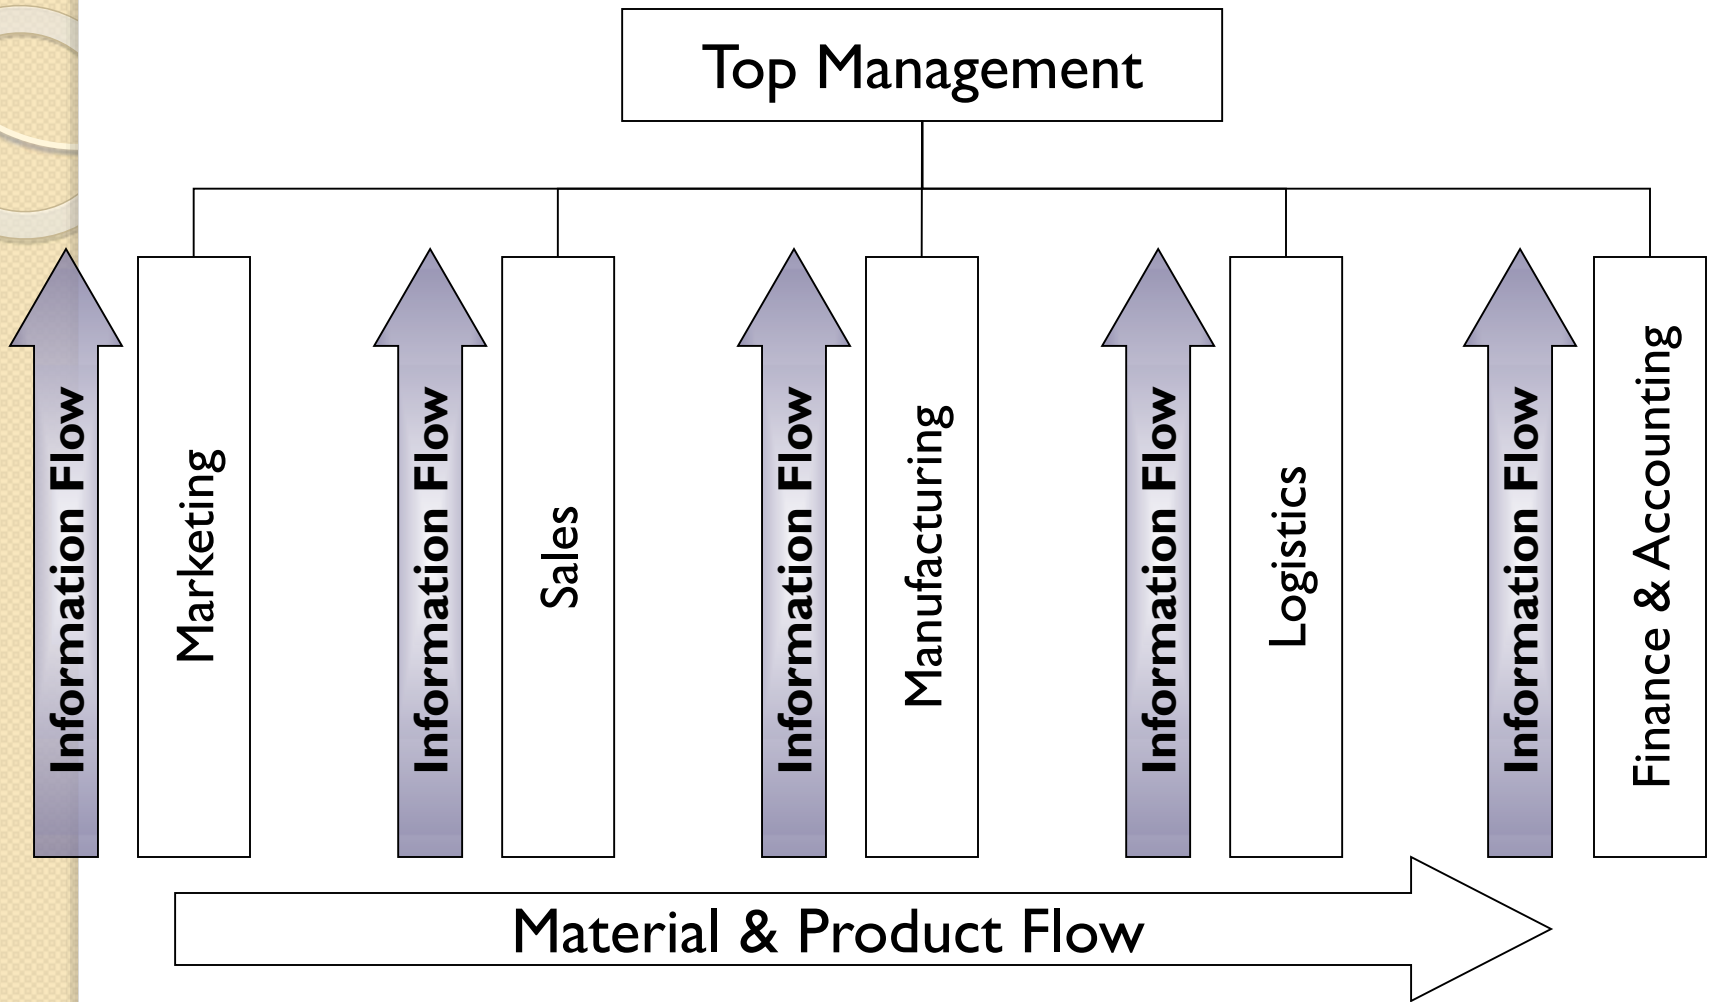 Top Management
Information Flow
Marketing
Information Flow
Sales
Information Flow
Manufacturing
Information Flow
Logistics
Information Flow
Finance & Accounting
Material & Product Flow